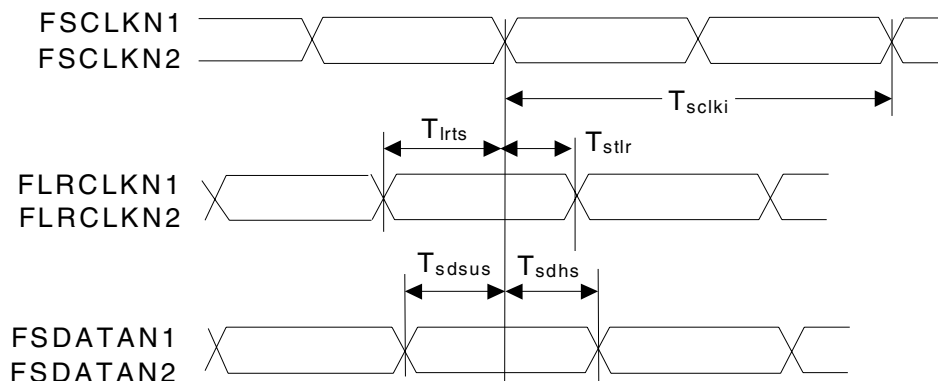 FSCLKN1
FSCLKN2
Tsclki
Tlrts
Tstlr
FLRCLKN1
FLRCLKN2
Tsdsus
Tsdhs
FSDATAN1
FSDATAN2